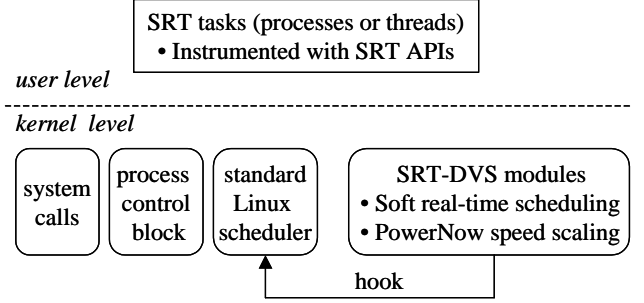 SRT tasks (processes or threads)
• Instrumented with SRT APIs
user level
kernel level
system
calls
process
control
block
standard
Linux
scheduler
SRT-DVS modules
• Soft real-time scheduling
• PowerNow speed scaling
hook